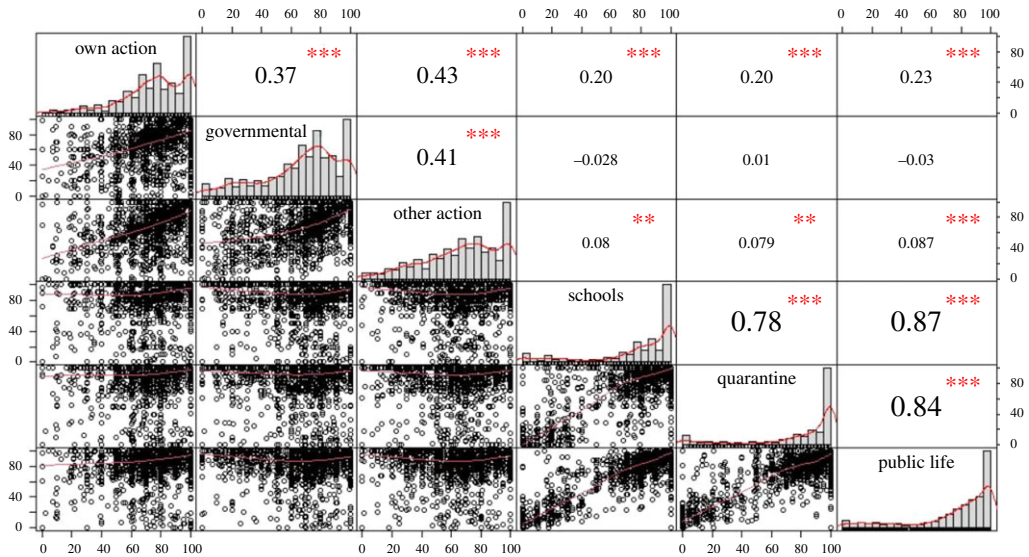 0 20 40 60 80 100 0 20 40 60 80 100 0 20 40 60 80 100
own action *** *** *** *** *** 80
0.37 0.43 0.20 0.20 0.23 40
0
80 governmental ***
40 0.41 –0.028 0.01 –0.03
0
other action ** ** *** 80
0.08 0.079 0.087 40
0
80 schools *** ***
40 0.78 0.87
0
quarantine *** 80
0.84 40
0
80 public life
40
0
0 20 40 60 80 100 0 20 40 60 80 100 0 20 40 60 80 100